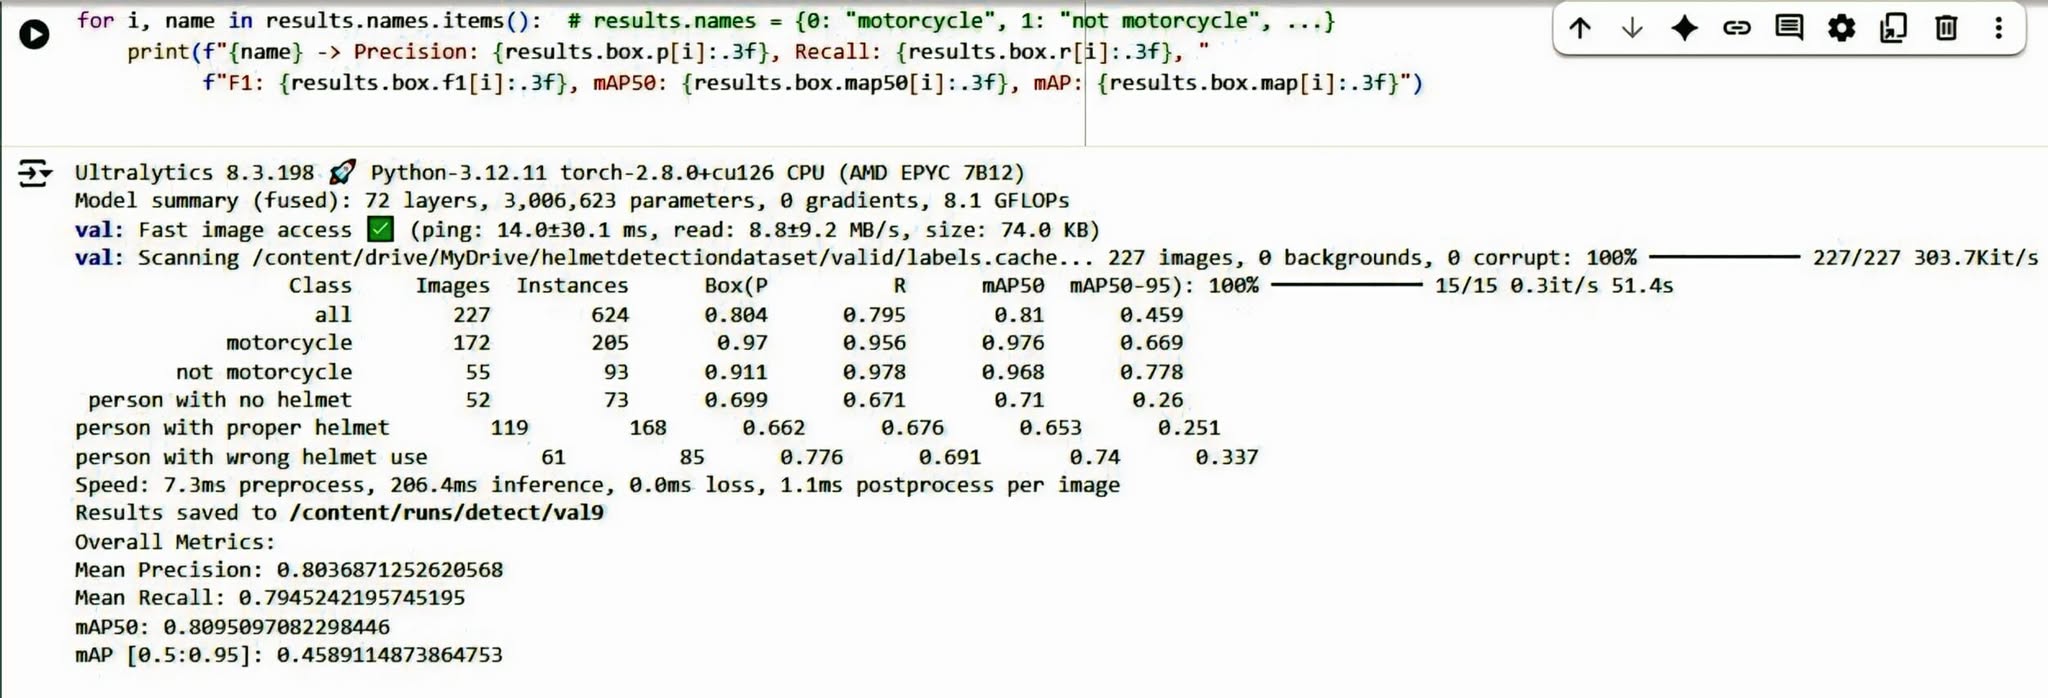 for i, name in results.names.items():  # results.names = {0: "motorcycle", 1: "not motorcycle", ...}
    print(f"{name} -> Precision: {results.box.p[i]:.3f}, Recall: {results.box.r[i]:.3f}, "
          f"F1: {results.box.f1[i]:.3f}, mAP50: {results.box.map50[i]:.3f}, mAP: {results.box.map[i]:.3f}")
Ultralytics 8.3.198 🚀 Python-3.12.11 torch-2.8.0+cu126 CPU (AMD EPYC 7B12)
Model summary (fused): 72 layers, 3,006,623 parameters, 0 gradients, 8.1 GFLOPs
val: Fast image access ✅ (ping: 14.0±30.1 ms, read: 8.8±9.2 MB/s, size: 74.0 KB)
val: Scanning /content/drive/MyDrive/helmetdetectiondataset/valid/labels.cache... 227 images, 0 backgrounds, 0 corrupt: 100% ━━━━━━━━━━━━ 227/227 303.7Kit/s
Class Images Instances Box(P R mAP50 mAP50-95): 100% ━━━━━━━━━━━━ 15/15 0.3it/s 51.4s
all 227 624 0.804 0.795 0.81 0.459
motorcycle 172 205 0.97 0.956 0.976 0.669
not motorcycle 55 93 0.911 0.978 0.968 0.778
person with no helmet 52 73 0.699 0.671 0.71 0.26
person with proper helmet 119 168 0.662 0.676 0.653 0.251
person with wrong helmet use 61 85 0.776 0.691 0.74 0.337
Speed: 7.3ms preprocess, 206.4ms inference, 0.0ms loss, 1.1ms postprocess per image
Results saved to /content/runs/detect/val9
Overall Metrics:
Mean Precision: 0.8036871252620568
Mean Recall: 0.7945242195745195
mAP50: 0.8095097082298446
mAP [0.5:0.95]: 0.4589114873864753